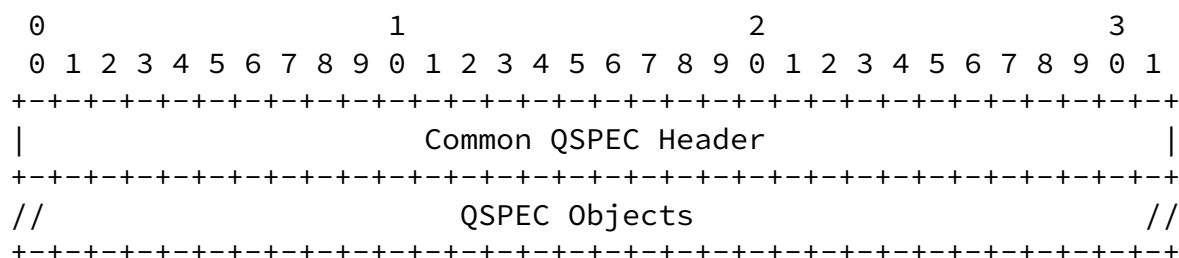 0                   1                   2                   3
 0 1 2 3 4 5 6 7 8 9 0 1 2 3 4 5 6 7 8 9 0 1 2 3 4 5 6 7 8 9 0 1
+-+-+-+-+-+-+-+-+-+-+-+-+-+-+-+-+-+-+-+-+-+-+-+-+-+-+-+-+-+-+-+-+
|                      Common QSPEC Header                      |
+-+-+-+-+-+-+-+-+-+-+-+-+-+-+-+-+-+-+-+-+-+-+-+-+-+-+-+-+-+-+-+-+
//                       QSPEC Objects                         //
+-+-+-+-+-+-+-+-+-+-+-+-+-+-+-+-+-+-+-+-+-+-+-+-+-+-+-+-+-+-+-+-+